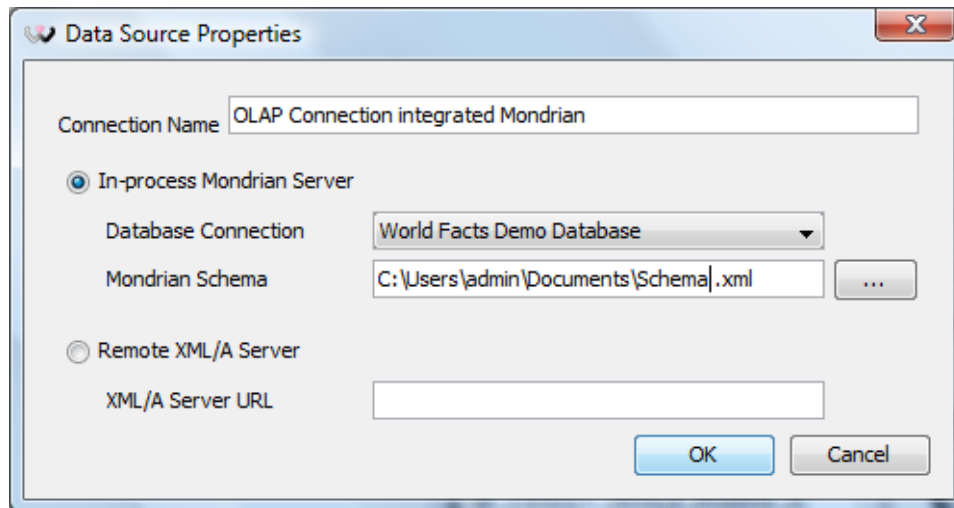 Data Source Properties
Connection Name OLAP Connection integrated Mondrian
In-process Mondrian Server
Database Connection World Facts Demo Database
Mondrian Schema C:\Users\admin\Documents\Schema.xml ...
Remote XML/A Server
XML/A Server URL
OK Cancel